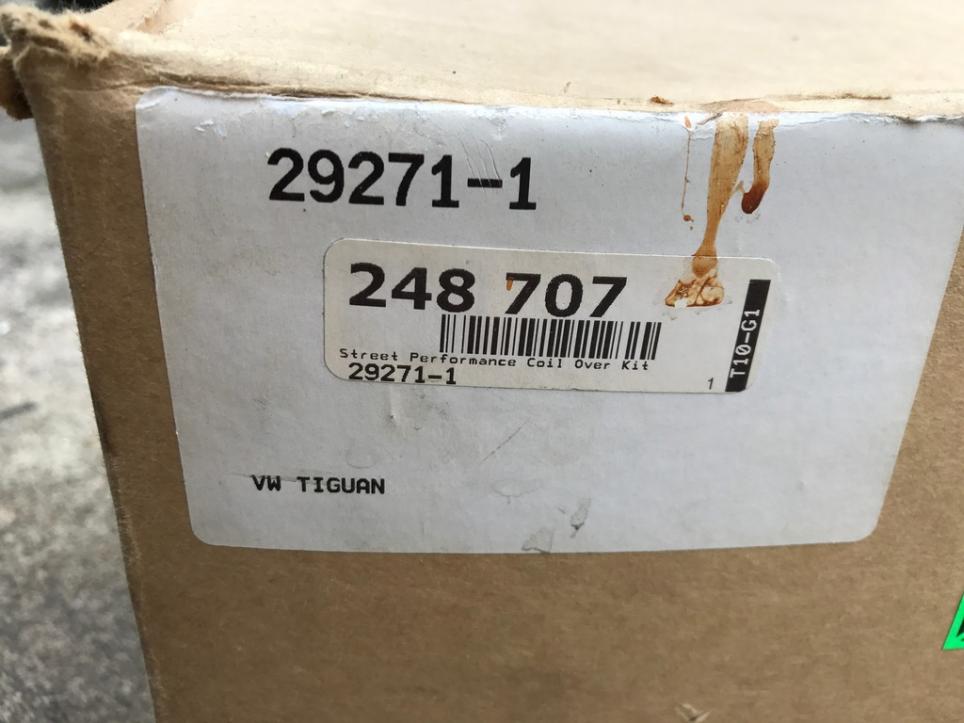 29271-1
248 707
Street Performance Coil Over Kit
29271-1
1
T10-G1
VW TIGUAN